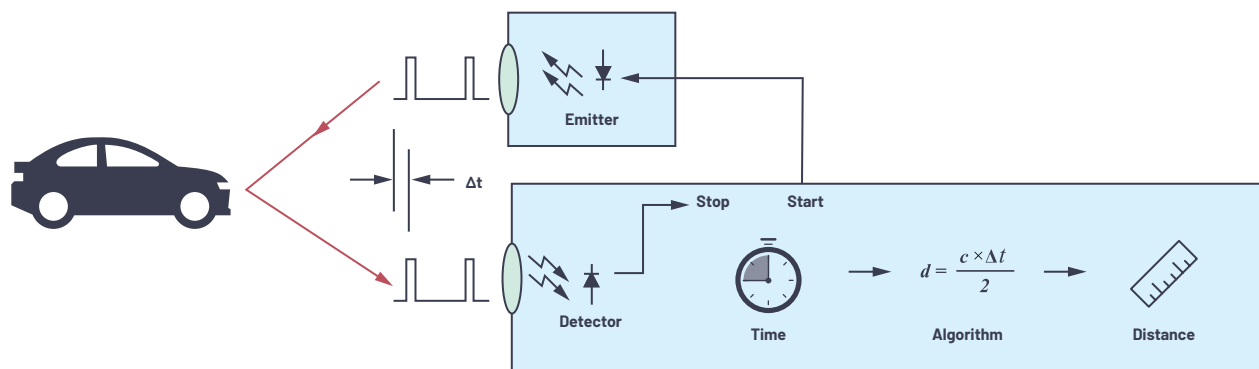 Emitter
Δt
Stop
Start
d = c × Δt / 2
Detector
Time
Algorithm
Distance